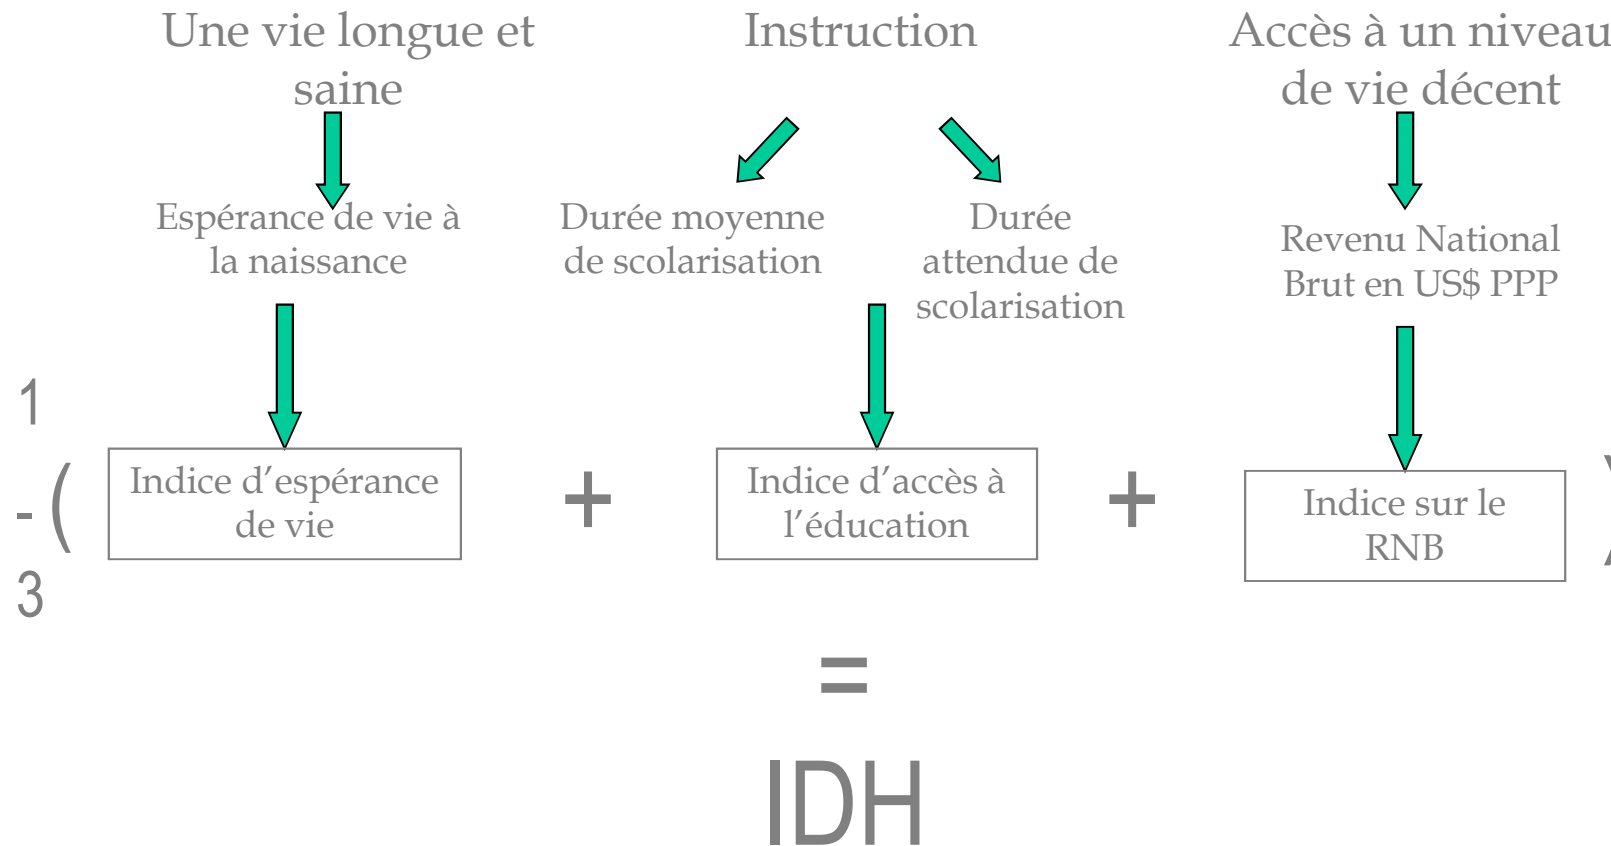 Une vie longue et
saine
Instruction
Accès à un niveau
de vie décent
Espérance de vie à
la naissance
Durée moyenne
de scolarisation
Durée
attendue de
scolarisation
Revenu National
Brut en US$ PPP
1
- (
3
Indice d’espérance
de vie
+
Indice d’accès à
l’éducation
+
Indice sur le
RNB
)
=
IDH